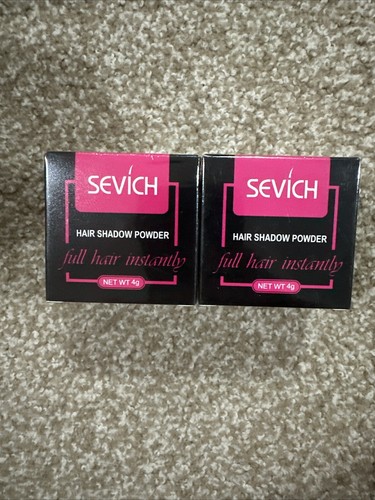 SEVICH
HAIR SHADOW POWDER
full hair instantly
NET WT 4g
SEVICH
HAIR SHADOW POWDER
full hair instantly
NET WT 4g